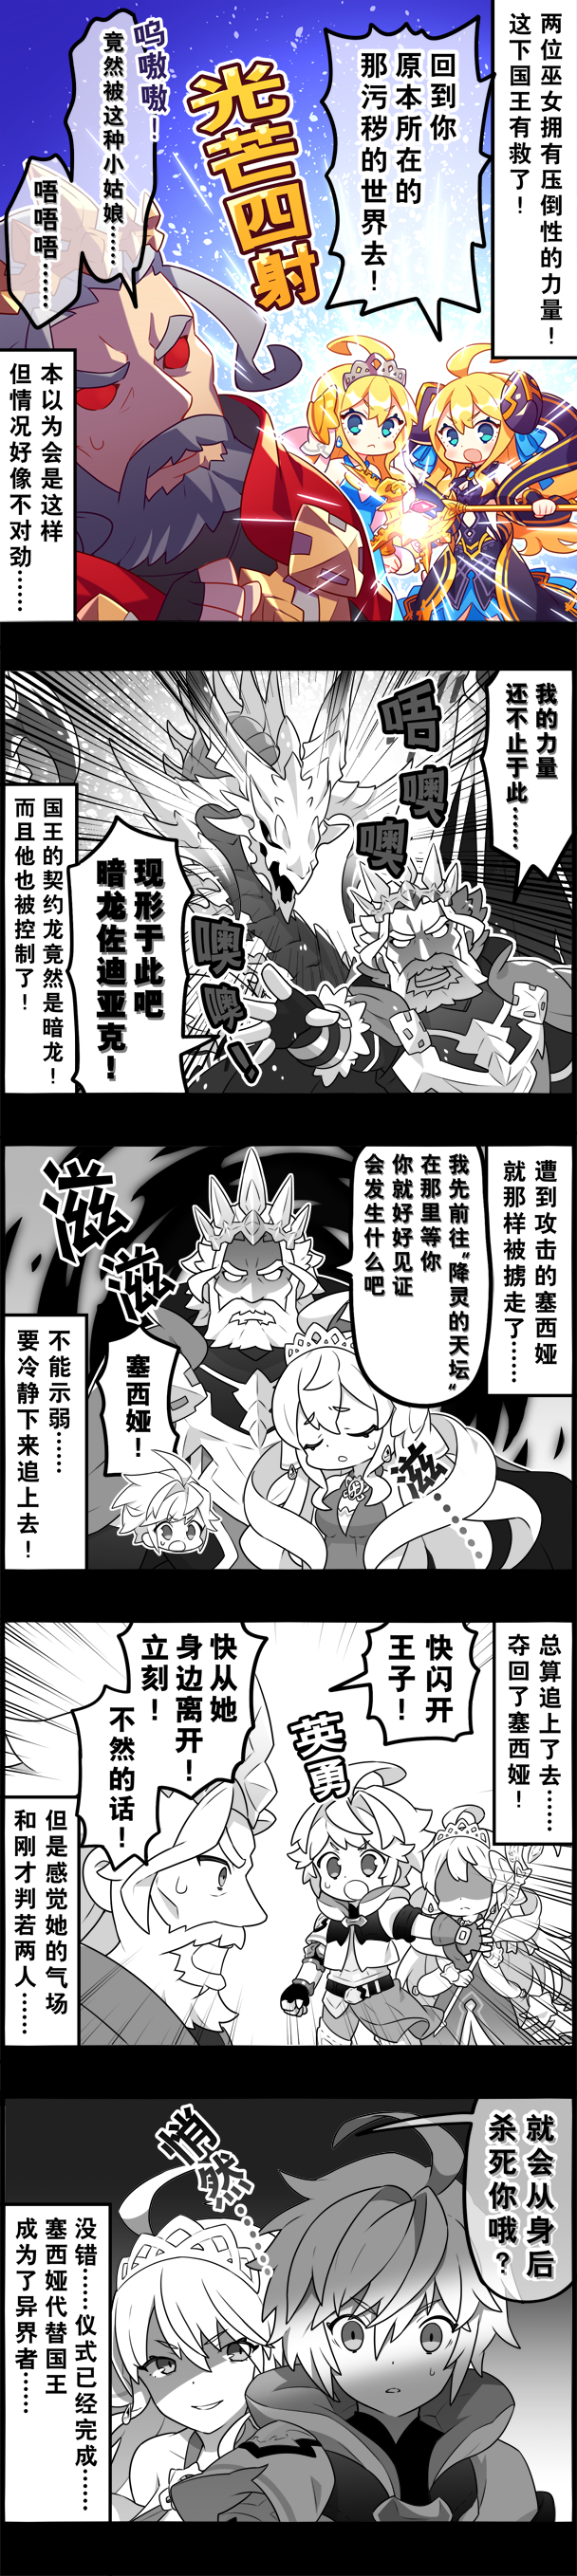 两位巫女拥有压倒性的力量！
这下国王有救了！
回到你
原本所在的
那污秽的世界去！
光芒四射
呜嗷嗷！
竟然被这种小姑娘……
唔唔唔……
本以为会是这样
但情况好像不对劲……
我的力量
还不止于此……
唔噢噢
噢噢！
现形于此吧
暗龙佐迪亚克！
国王的契约龙竟然是暗龙！
而且他也被控制了！
遭到攻击的塞西娅
就那样被掳走了……
我先前往“降灵的天坛”
在那里等你
你就好好见证
会发生什么吧
滋滋
滋……
塞西娅！
不能示弱……
要冷静下来追上去！
总算追上了去……
夺回了塞西娅！
快闪开
王子！
英勇
快从她
身边离开！
立刻！
不然的话！
但是感觉她的气场
和刚才判若两人……
就会从身后
杀死你哦？
悄然……
没错……仪式已经完成……
塞西娅代替国王
成为了异界者……